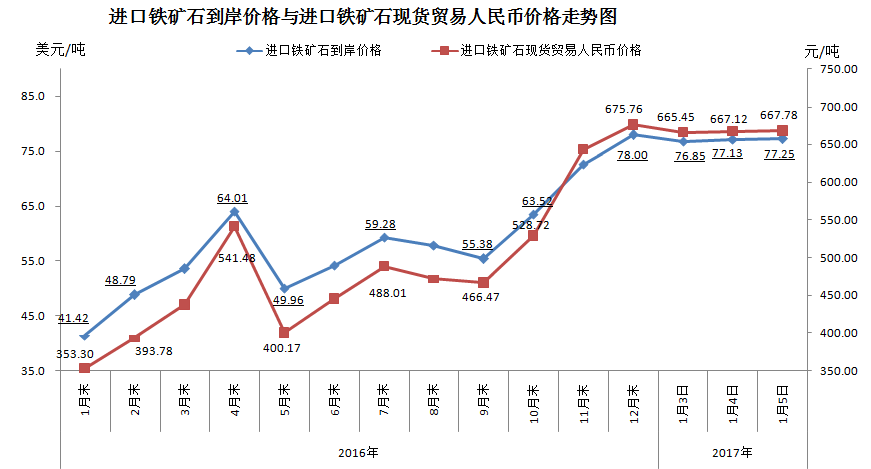 进口铁矿石到岸价格与进口铁矿石现货贸易人民币价格走势图
美元/吨
进口铁矿石到岸价格
进口铁矿石现货贸易人民币价格
元/吨
85.0
75.0
65.0
55.0
45.0
35.0
750.00
700.00
650.00
600.00
550.00
500.00
450.00
400.00
350.00
41.42
48.79
64.01
49.96
59.28
55.38
63.52
78.00
76.85
77.13
77.25
353.30
393.78
541.48
400.17
488.01
466.47
528.72
675.76
665.45
667.12
667.78
1月末
2月末
3月末
4月末
5月末
6月末
7月末
8月末
9月末
10月末
11月末
12月末
1月3日
1月4日
1月5日
2016年
2017年